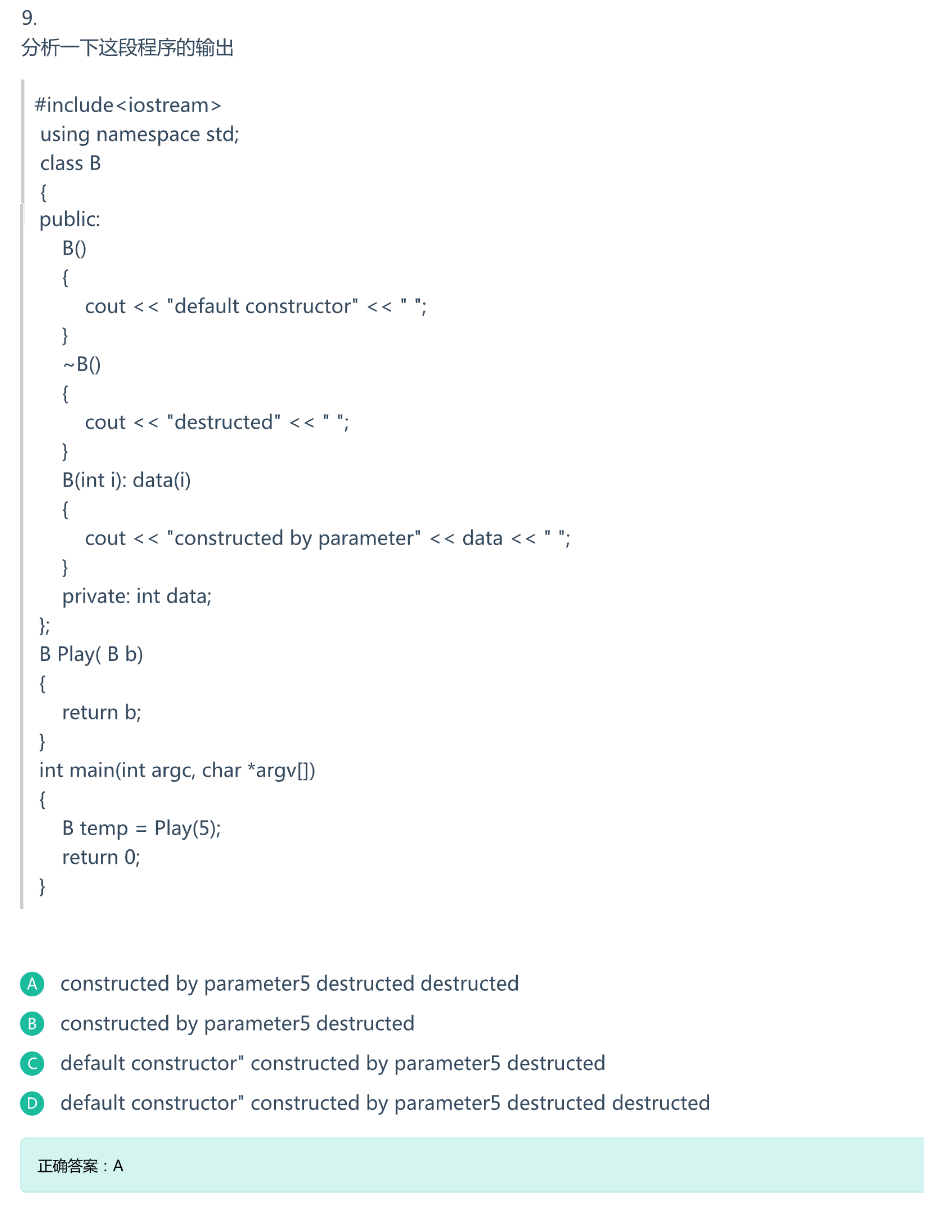 9.
分析一下这段程序的输出
#include<iostream>
using namespace std;
class B
{
public:
B()
{
cout << "default constructor" << " ";
}
~B()
{
cout << "destructed" << " ";
}
B(int i): data(i)
{
cout << "constructed by parameter" << data << " ";
}
private: int data;
};
B Play( B b)
{
return b;
}
int main(int argc, char *argv[])
{
B temp = Play(5);
return 0;
}
A constructed by parameter5 destructed destructed
B constructed by parameter5 destructed
C default constructor" constructed by parameter5 destructed
D default constructor" constructed by parameter5 destructed destructed
正确答案：A